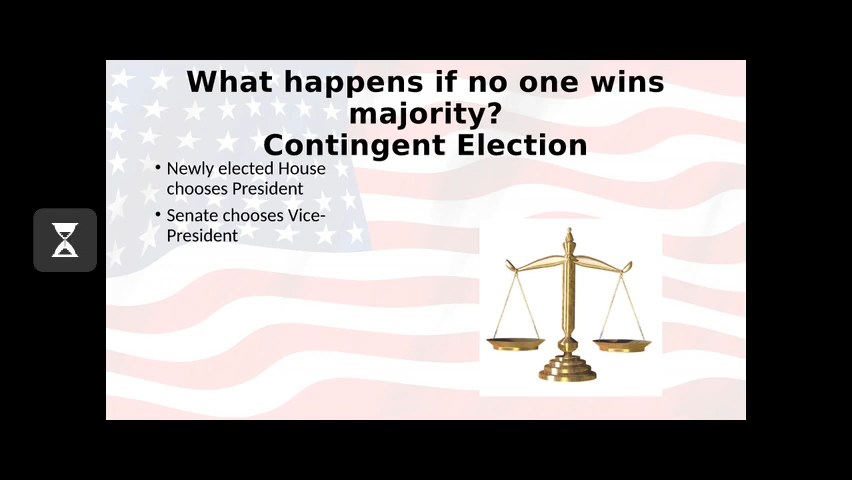 What happens if no one wins
majority?
Contingent Election
• Newly elected House
chooses President
• Senate chooses Vice-
President